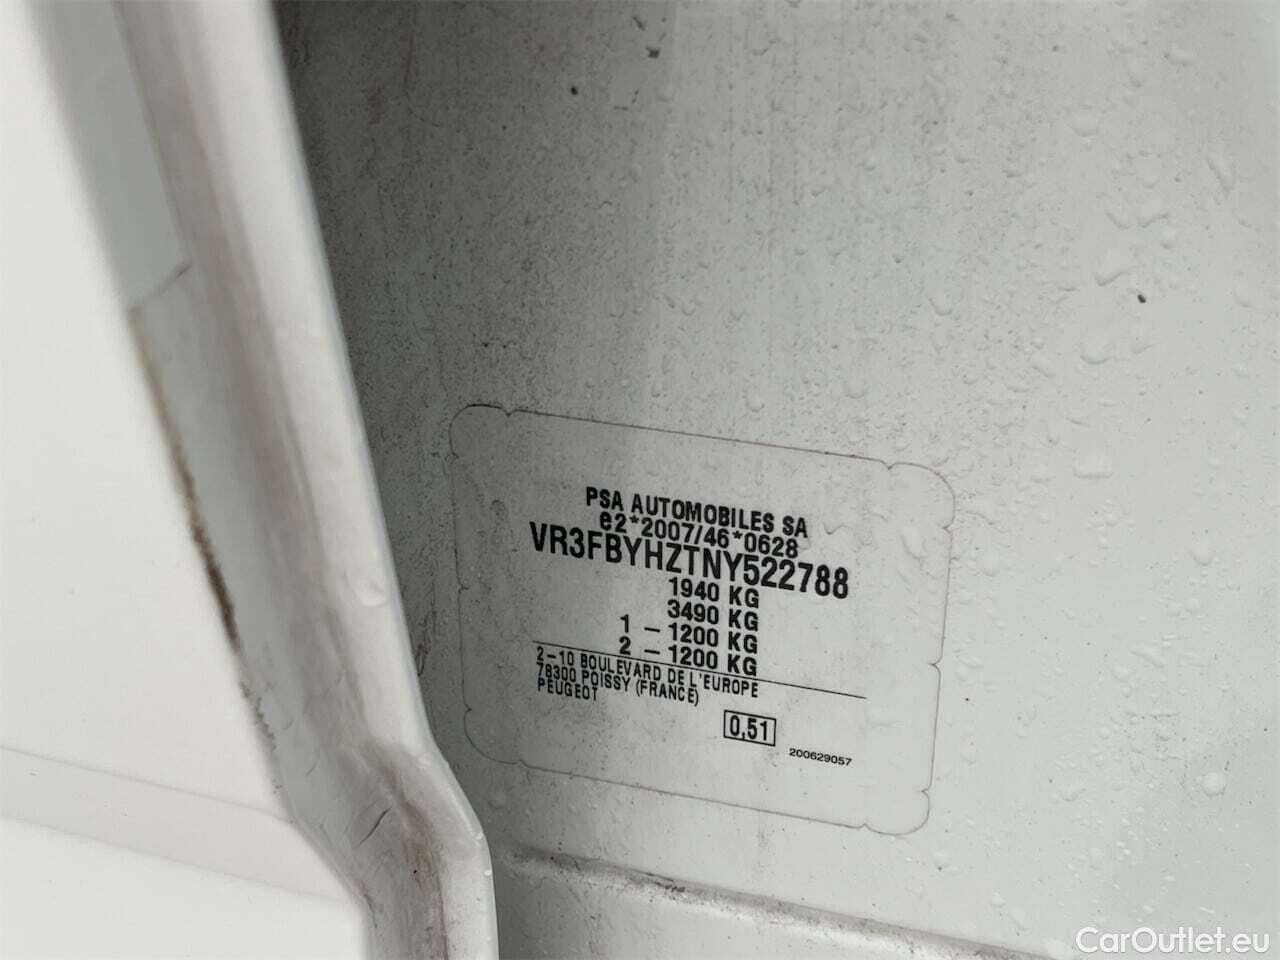 PSA AUTOMOBILES SA
e2*2007/46*0628
VR3FBYHZTNY522788
1940 KG
3490 KG
1 - 1200 KG
2 - 1200 KG
2-10 BOULEVARD DE L'EUROPE
78300 POISSY (FRANCE)
PEUGEOT
0,51
200629057
CarOutlet.eu